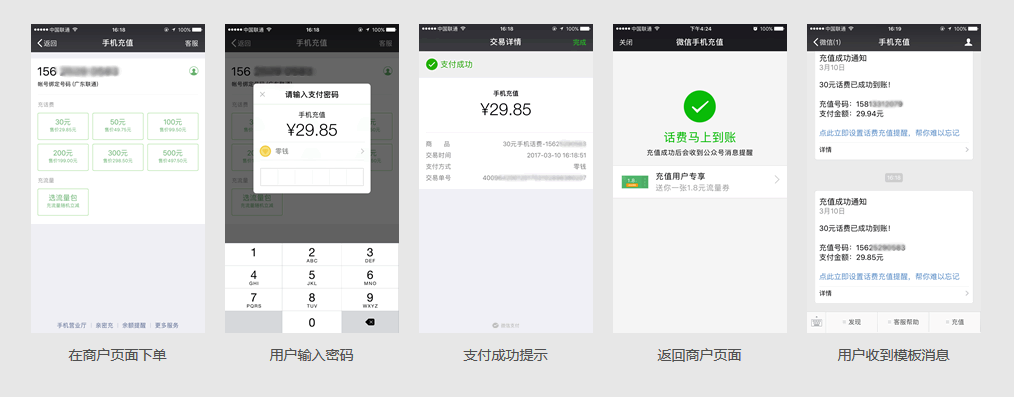 中国联通 16:18 100%
返回 手机充值 客服
156
帐号绑定号码(广东联通)
充话费
30元 50元 100元
售价29.85元 售价49.75元 售价99.50元
200元 300元 500元
售价199.00元 售价298.50元 售价497.50元
充流量
选流量包
充流量随机立减
手机营业厅 | 亲密充 | 余额提醒 | 更多服务
在商户页面下单
中国联通 16:18 100%
返回 手机充值 客服
156
帐号绑定号码(广东联通)
请输入支付密码
手机充值
¥29.85
零钱
1 2 3
ABC DEF
4 5 6
GHI JKL MNO
7 8 9
PQRS TUV WXYZ
0
用户输入密码
中国联通 16:18 100%
交易详情 完成
支付成功
手机充值
¥29.85
商 品 30元手机话费-1562
交易时间 2017-03-10 16:18:51
支付方式 零钱
交易单号 40096
微信支付
支付成功提示
中国联通 下午4:24 100%
关闭 微信手机充值
话费马上到账
充值成功后会收到公众号消息提醒
1.8
充值用户专享
送你一张1.8元流量券
返回商户页面
中国联通 16:19 100%
微信(1) 手机充值
充值成功通知
3月10日
30元话费已成功到账!
充值号码:158
支付金额:29.94元
点此立即设置话费充值提醒,帮你难以忘记
详情
16:18
充值成功通知
3月10日
30元话费已成功到账!
充值号码:156
支付金额:29.85元
点此立即设置话费充值提醒,帮你难以忘记
详情
发现 客服帮助 充值
用户收到模板消息